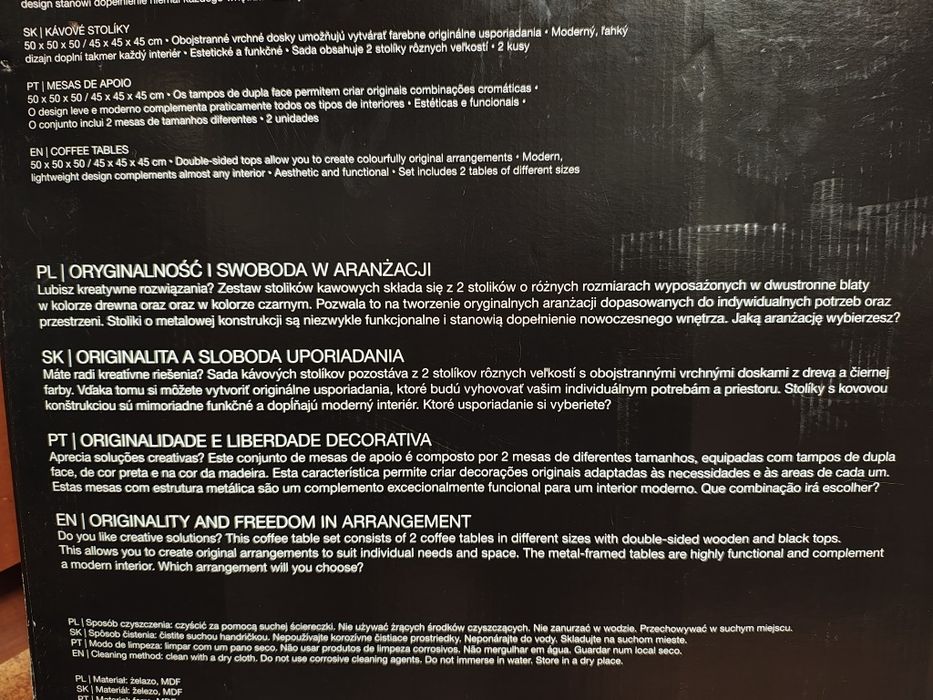 design stanowi dopełnienie niemal każdego
SK | KÁVOVÉ STOLÍKY
50 x 50 x 50 / 45 x 45 x 45 cm • Obojstranné vrchné dosky umožňujú vytvárať farebne originálne usporiadania • Moderný, ľahký
dizajn doplní takmer každý interiér • Estetické a funkčné • Sada obsahuje 2 stolíky rôznych veľkostí • 2 kusy
PT | MESAS DE APOIO
50 x 50 x 50 / 45 x 45 x 45 cm • Os tampos de dupla face permitem criar originais combinações cromáticas •
O design leve e moderno complementa praticamente todos os tipos de interiores • Estéticas e funcionais •
O conjunto inclui 2 mesas de tamanhos diferentes • 2 unidades
EN | COFFEE TABLES
50 x 50 x 50 / 45 x 45 x 45 cm • Double-sided tops allow you to create colourfully original arrangements • Modern,
lightweight design complements almost any interior • Aesthetic and functional • Set includes 2 tables of different sizes
PL | ORYGINALNOŚĆ I SWOBODA W ARANŻACJI
Lubisz kreatywne rozwiązania? Zestaw stolików kawowych składa się z 2 stolików o różnych rozmiarach wyposażonych w dwustronne blaty
w kolorze drewna oraz oraz w kolorze czarnym. Pozwala to na tworzenie oryginalnych aranżacji dopasowanych do indywidualnych potrzeb oraz
przestrzeni. Stoliki o metalowej konstrukcji są niezwykle funkcjonalne i stanowią dopełnienie nowoczesnego wnętrza. Jaką aranżację wybierzesz?
SK | ORIGINALITA A SLOBODA UPORIADANIA
Máte radi kreatívne riešenia? Sada kávových stolíkov pozostáva z 2 stolíkov rôznych veľkostí s obojstrannými vrchnými doskami z dreva a čiernej
farby. Vďaka tomu si môžete vytvoriť originálne usporiadania, ktoré budú vyhovovať vašim individuálnym potrebám a priestoru. Stolíky s kovovou
konštrukciou sú mimoriadne funkčné a dopĺňajú moderný interiér. Ktoré usporiadanie si vyberiete?
PT | ORIGINALIDADE E LIBERDADE DECORATIVA
Aprecia soluções creativas? Este conjunto de mesas de apoio é composto por 2 mesas de diferentes tamanhos, equipadas com tampos de dupla
face, de cor preta e na cor da madeira. Esta característica permite criar decorações originais adaptadas às necessidades e às areas de cada um.
Estas mesas com estrutura metálica são um complemento excecionalmente funcional para um interior moderno. Que combinação irá escolher?
EN | ORIGINALITY AND FREEDOM IN ARRANGEMENT
Do you like creative solutions? This coffee table set consists of 2 coffee tables in different sizes with double-sided wooden and black tops.
This allows you to create original arrangements to suit individual needs and space. The metal-framed tables are highly functional and complement
a modern interior. Which arrangement will you choose?
PL | Sposób czyszczenia: czyścić za pomocą suchej ściereczki. Nie używać żrących środków czyszczących. Nie zanurzać w wodzie. Przechowywać w suchym miejscu.
SK | Spôsob čistenia: čistite suchou handričkou. Nepoužívajte korozívne čistiace prostriedky. Neponárajte do vody. Skladujte na suchom mieste.
PT | Modo de limpeza: limpar com um pano seco. Não usar produtos de limpeza corrosivos. Não mergulhar em água. Guardar num local seco.
EN | Cleaning method: clean with a dry cloth. Do not use corrosive cleaning agents. Do not immerse in water. Store in a dry place.
PL | Materiał: żelazo, MDF
SK | Materiál: železo, MDF
PT | Material: ferro, MDF